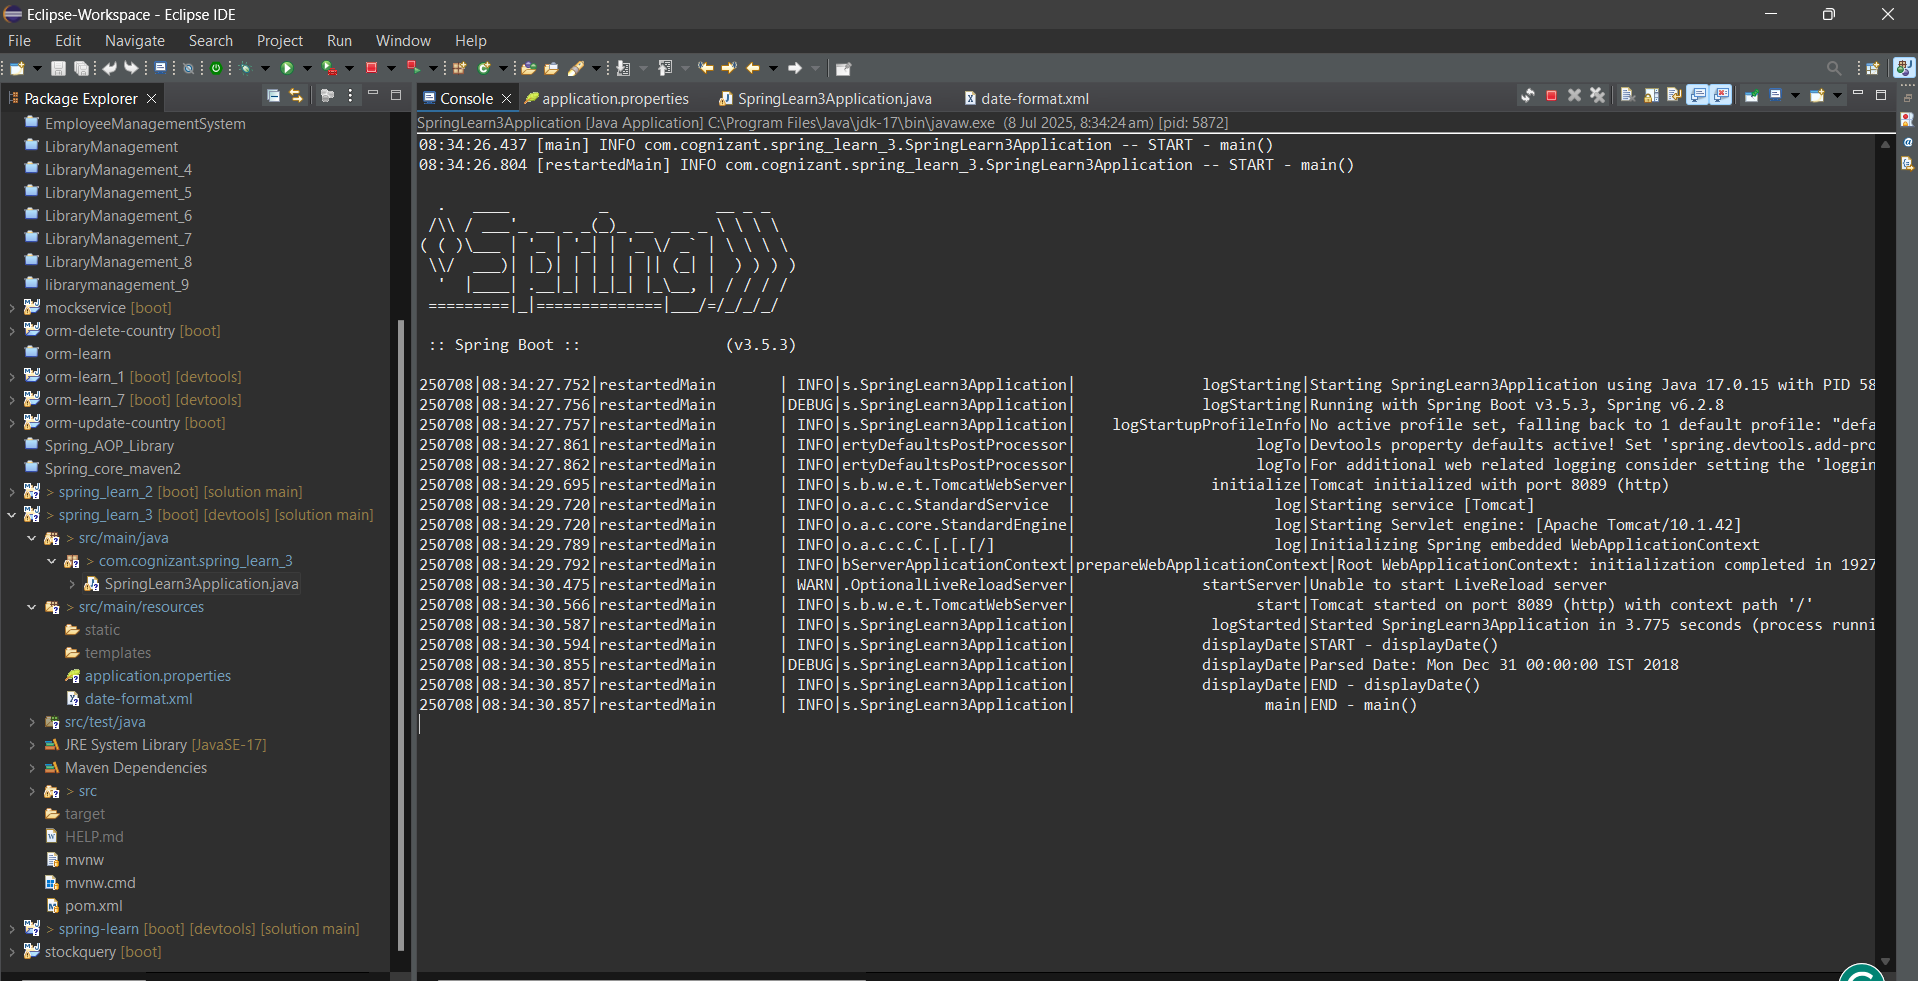 Eclipse-Workspace - Eclipse IDE
File Edit Navigate Search Project Run Window Help
Package Explorer
EmployeeManagementSystem
LibraryManagement
LibraryManagement_4
LibraryManagement_5
LibraryManagement_6
LibraryManagement_7
LibraryManagement_8
librarymanagement_9
mockservice [boot]
orm-delete-country [boot]
orm-learn
orm-learn_1 [boot] [devtools]
orm-learn_7 [boot] [devtools]
orm-update-country [boot]
Spring_AOP_Library
Spring_core_maven2
> spring_learn_2 [boot] [solution main]
> spring_learn_3 [boot] [devtools] [solution main]
> src/main/java
> com.cognizant.spring_learn_3
SpringLearn3Application.java
> src/main/resources
static
templates
application.properties
date-format.xml
src/test/java
JRE System Library [JavaSE-17]
Maven Dependencies
> src
target
HELP.md
mvnw
mvnw.cmd
pom.xml
> spring-learn [boot] [devtools] [solution main]
stockquery [boot]
Console application.properties SpringLearn3Application.java date-format.xml
SpringLearn3Application [Java Application] C:\Program Files\Java\jdk-17\bin\javaw.exe (8 Jul 2025, 8:34:24 am) [pid: 5872]
08:34:26.437 [main] INFO com.cognizant.spring_learn_3.SpringLearn3Application -- START - main()
08:34:26.804 [restartedMain] INFO com.cognizant.spring_learn_3.SpringLearn3Application -- START - main()
  .   ____          _            __ _ _
 /\\ / ___'_ __ _ _(_)_ __  __ _ \ \ \ \
( ( )\___ | '_ | '_| | '_ \/ _` | \ \ \ \
 \\/  ___)| |_)| | | | | || (_| |  ) ) ) )
  '  |____| .__|_| |_|_| |_\__, | / / / /
 =========|_|==============|___/=/_/_/_/
 :: Spring Boot ::                (v3.5.3)
250708|08:34:27.752|restartedMain       | INFO|s.SpringLearn3Application|              logStarting|Starting SpringLearn3Application using Java 17.0.15 with PID 58
250708|08:34:27.756|restartedMain       |DEBUG|s.SpringLearn3Application|              logStarting|Running with Spring Boot v3.5.3, Spring v6.2.8
250708|08:34:27.757|restartedMain       | INFO|s.SpringLearn3Application|    logStartupProfileInfo|No active profile set, falling back to 1 default profile: "defa
250708|08:34:27.861|restartedMain       | INFO|ertyDefaultsPostProcessor|                    logTo|Devtools property defaults active! Set 'spring.devtools.add-pro
250708|08:34:27.862|restartedMain       | INFO|ertyDefaultsPostProcessor|                    logTo|For additional web related logging consider setting the 'loggin
250708|08:34:29.695|restartedMain       | INFO|s.b.w.e.t.TomcatWebServer|               initialize|Tomcat initialized with port 8089 (http)
250708|08:34:29.720|restartedMain       | INFO|o.a.c.c.StandardService  |                      log|Starting service [Tomcat]
250708|08:34:29.720|restartedMain       | INFO|o.a.c.core.StandardEngine|                      log|Starting Servlet engine: [Apache Tomcat/10.1.42]
250708|08:34:29.789|restartedMain       | INFO|o.a.c.c.C.[.[.[/]        |                      log|Initializing Spring embedded WebApplicationContext
250708|08:34:29.792|restartedMain       | INFO|bServerApplicationContext|prepareWebApplicationContext|Root WebApplicationContext: initialization completed in 1927
250708|08:34:30.475|restartedMain       | WARN|.OptionalLiveReloadServer|              startServer|Unable to start LiveReload server
250708|08:34:30.566|restartedMain       | INFO|s.b.w.e.t.TomcatWebServer|                    start|Tomcat started on port 8089 (http) with context path '/'
250708|08:34:30.587|restartedMain       | INFO|s.SpringLearn3Application|               logStarted|Started SpringLearn3Application in 3.775 seconds (process runni
250708|08:34:30.594|restartedMain       | INFO|s.SpringLearn3Application|              displayDate|START - displayDate()
250708|08:34:30.855|restartedMain       |DEBUG|s.SpringLearn3Application|              displayDate|Parsed Date: Mon Dec 31 00:00:00 IST 2018
250708|08:34:30.857|restartedMain       | INFO|s.SpringLearn3Application|              displayDate|END - displayDate()
250708|08:34:30.857|restartedMain       | INFO|s.SpringLearn3Application|                     main|END - main()